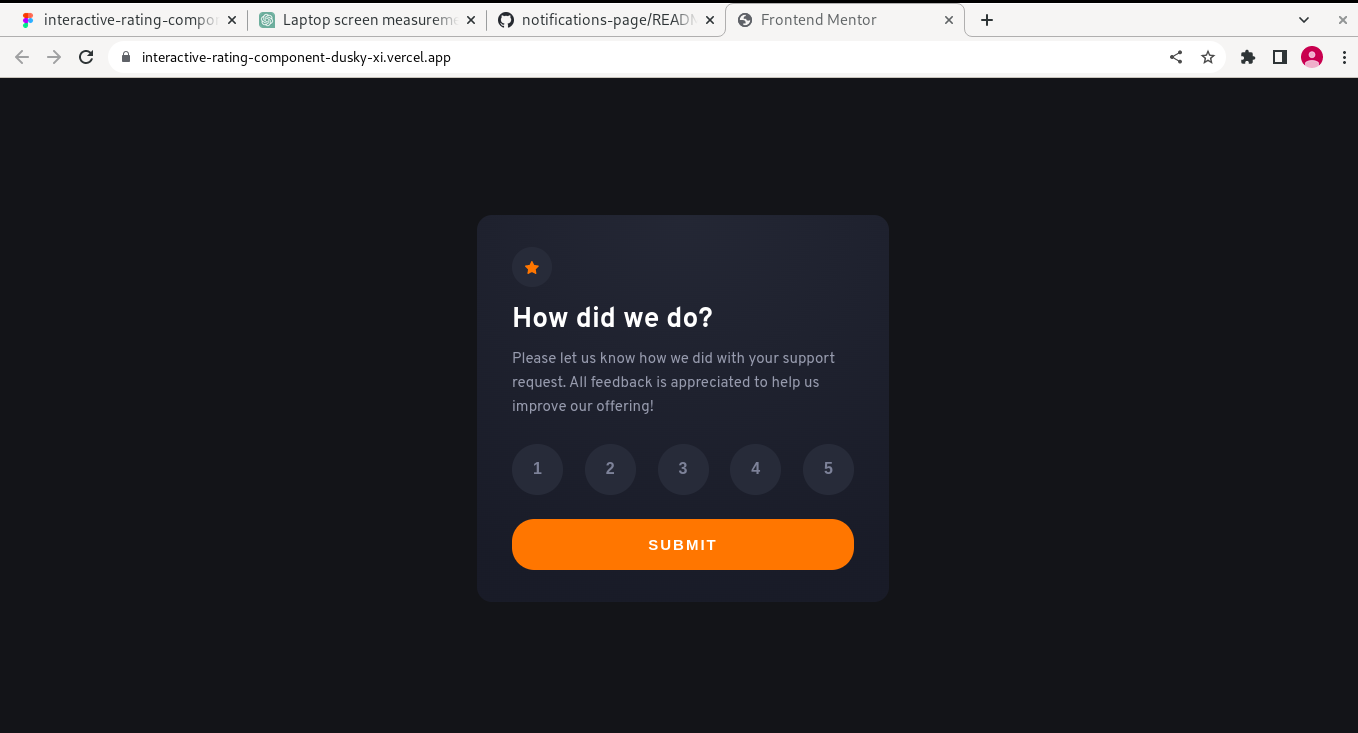 interactive-rating-compo
Laptop screen measureme
notifications-page/READM
Frontend Mentor
interactive-rating-component-dusky-xi.vercel.app
How did we do?
Please let us know how we did with your support
request. All feedback is appreciated to help us
improve our offering!
1 2 3 4 5
SUBMIT